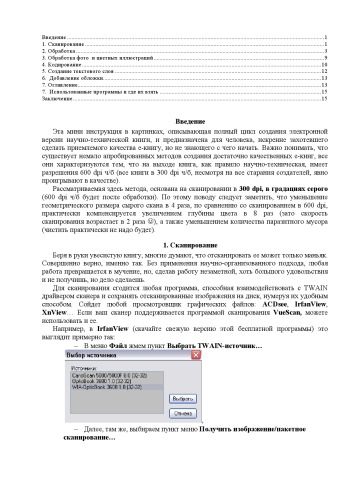 Введение 1
1. Сканирование 1
2. Обработка 3
3. Обработка фото и цветных иллюстраций 9
4. Кодирование 10
5. Создание текстового слоя 12
6. Добавление обложки 13
7. Оглавление 13
7. Использованные программы и где их взять 15
Заключение 15
Введение
Эта мини инструкция в картинках, описывающая полный цикл создания электронной
версии научно-технической книги, и предназначена для человека, искренне захотевшего
сделать приемлемого качества е-книгу, но не знающего с чего начать. Важно понимать, что
существует немало апробированных методов создания достаточно качественных е-книг, все
они характеризуются тем, что на выходе книга, как правило научно-техническая, имеет
разрешения 600 dpi ч/б (все книги в 300 dpi ч/б, несмотря на все старания создателей, явно
проигрывают в качестве).
Рассматриваемая здесь метода, основана на сканировании в 300 dpi, в градациях серого
(600 dpi ч/б будет после обработки). По этому поводу следует заметить, что уменьшение
геометрического размера сырого скана в 4 раза, по сравнению со сканированием в 600 dpi,
практически компенсируется увеличением глубины цвета в 8 раз (зато скорость
сканирования возрастает в 2 раза ☺), а также уменьшением количества паразитного мусора
(чистить практически не надо будет).
1. Сканирование
Беря в руки увесистую книгу, многие думают, что отсканировать ее может только маньяк.
Совершенно верно, именно так. Без применения научно-организованного подхода, любая
работа превращается в мучение, но, сделав работу незаметной, хоть большого удовольствия
и не получишь, но дело сделаешь.
Для сканирования сгодится любая программа, способная взаимодействовать с TWAIN
драйвером сканера и сохранять отсканированные изображения на диск, нумеруя их удобным
способом. Сойдет любой просмотрщик графических файлов: ACDsee, IrfanView,
XnView… Если ваш сканер поддерживается программой сканирования VueScan, можете
использовать и ее.
Например, в IrfanView (скачайте свежую версию этой бесплатной программы) это
выглядит примерно так:
– В меню Файл жмем пункт Выбрать TWAIN-источник…
Выбор источника
Источники:
CanoScan 5000/5000F 8.0 (32-32)
OpticBook 3600 1.0 (32-32)
WIA-OpticBook 3600 1.0 (32-32)
Выбрать
Отмена
– Далее, там же, выбираем пункт меню Получить изображение/пакетное
сканирование…